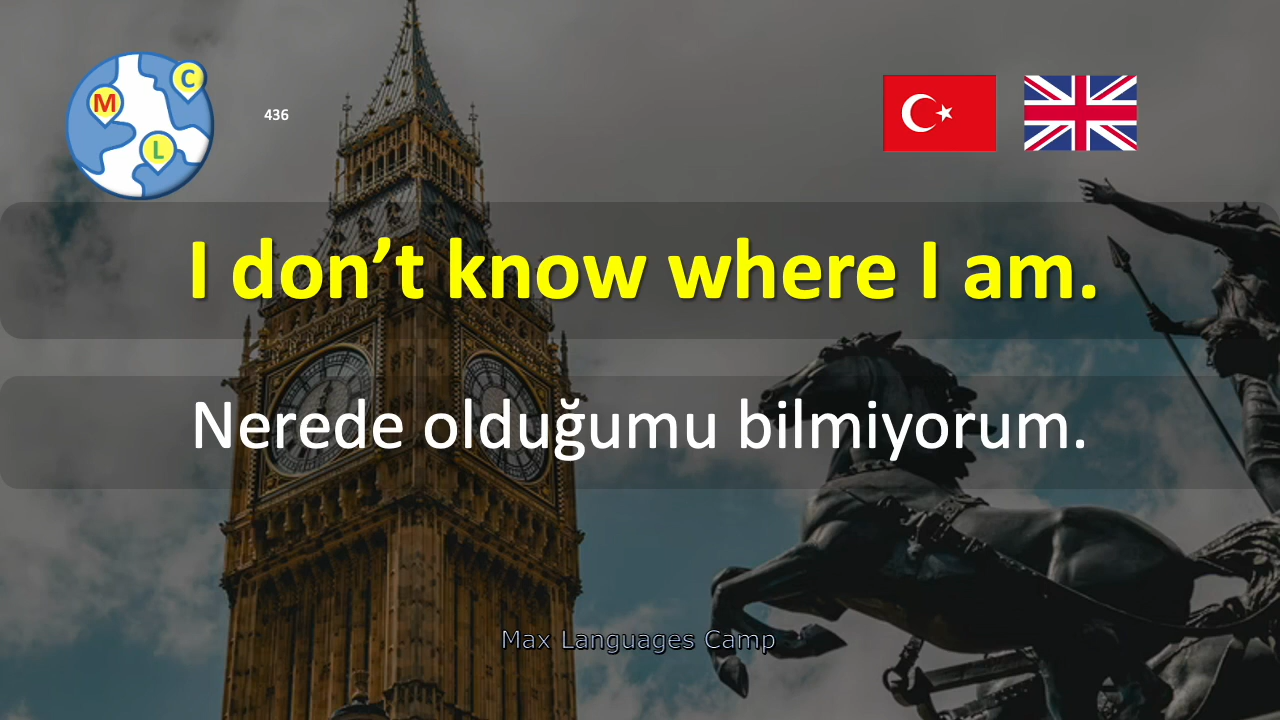 C
M
L
436
I don’t know where I am.
Nerede olduğumu bilmiyorum.
Max Languages Camp